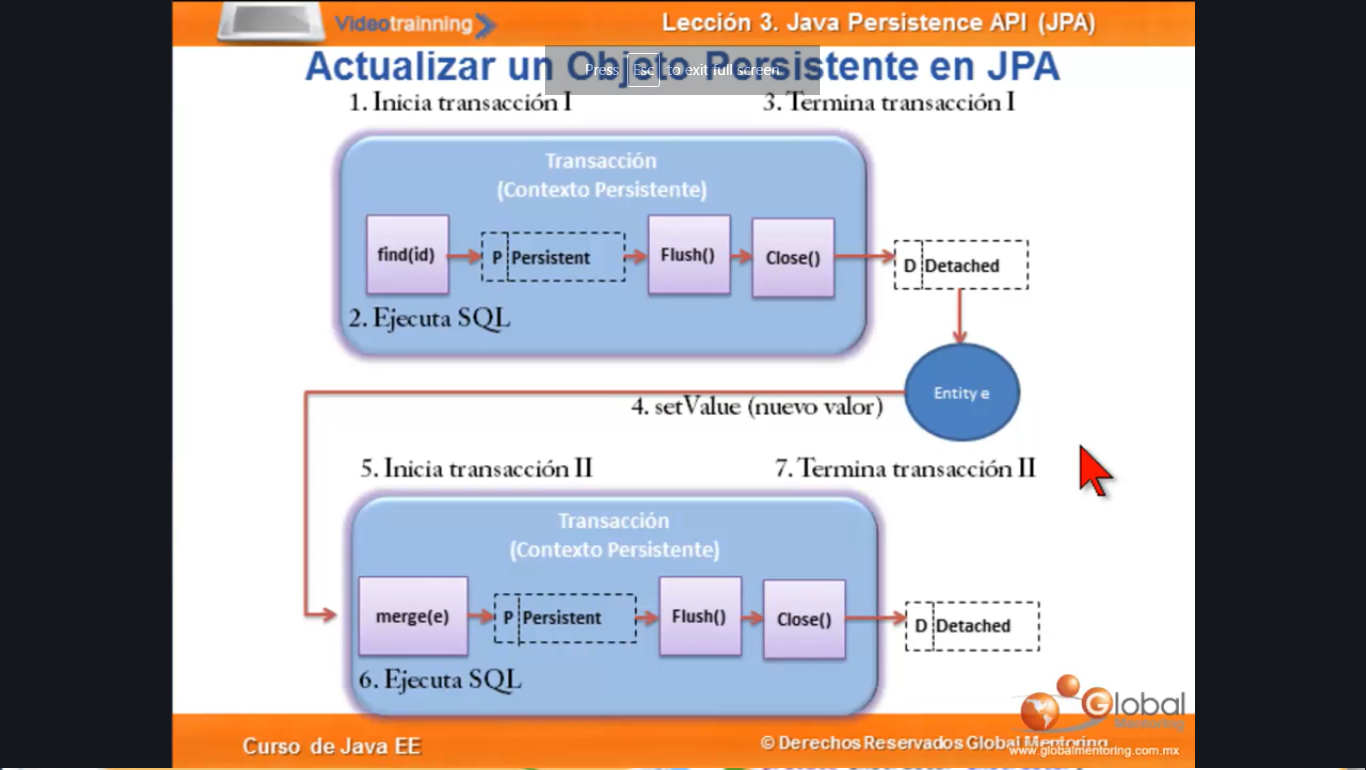 Videotrainning
Lección 3. Java Persistence API (JPA)
Actualizar un Objeto Persistente en JPA
Press Esc to exit full screen
1. Inicia transacción I
3. Termina transacción I
Transacción
(Contexto Persistente)
find(id)
P Persistent
Flush()
Close()
D Detached
2. Ejecuta SQL
Entity e
4. setValue (nuevo valor)
5. Inicia transacción II
7. Termina transacción II
Transacción
(Contexto Persistente)
merge(e)
P Persistent
Flush()
Close()
D Detached
6. Ejecuta SQL
Global
Mentoring
Curso de Java EE
© Derechos Reservados Global Mentoring
www.globalmentoring.com.mx